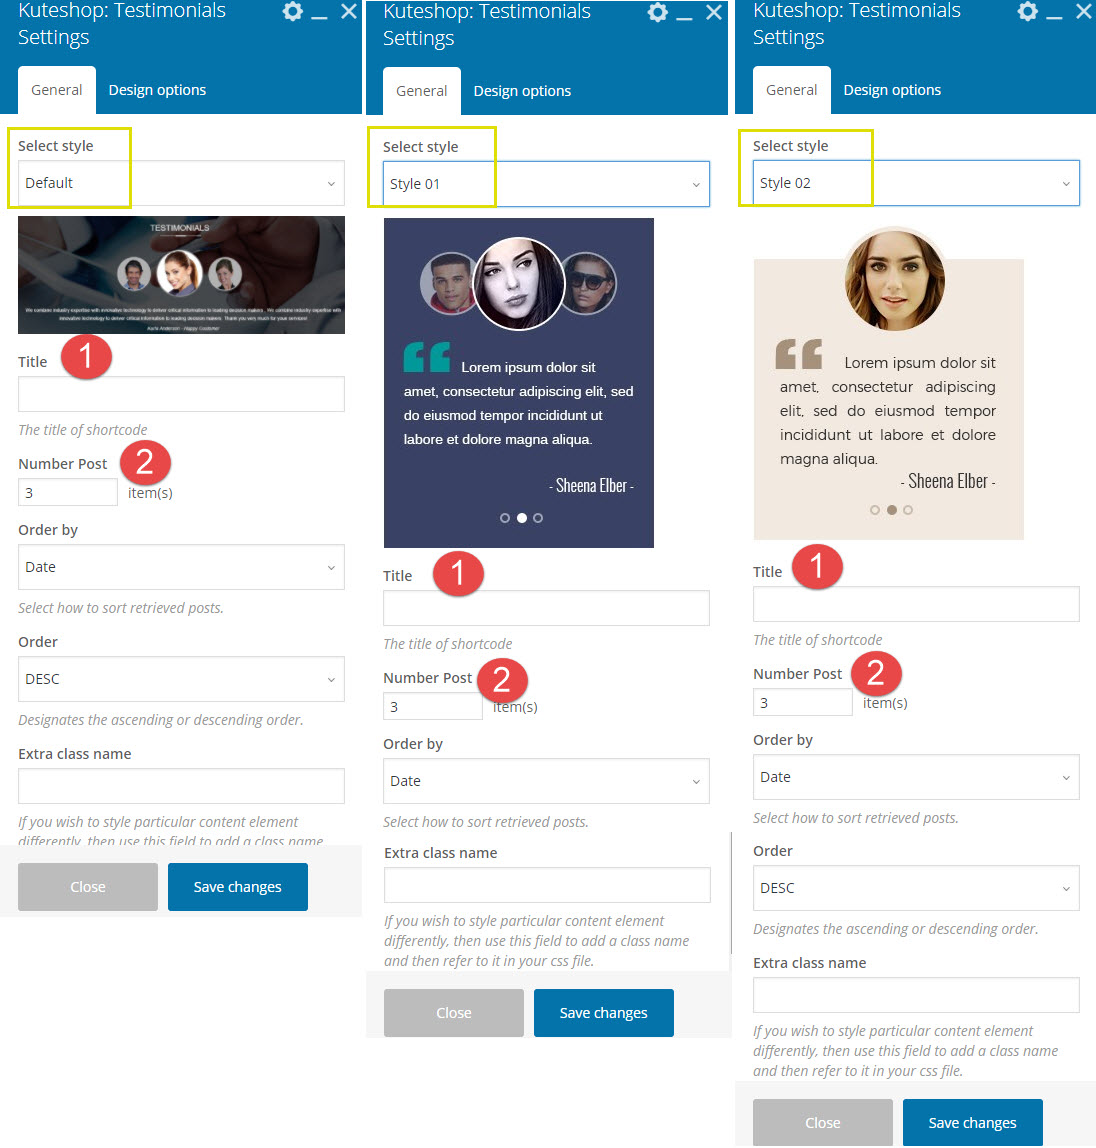 Kuteshop: Testimonials
Settings
General
Design options
Select style
Default
TESTIMONIALS
We combine industry expertise with innovative technology to deliver critical information to leading decision makers . We combine industry expertise with
innovative technology to deliver critical information to leading decision makers. Thank you very much for your services!
Auris Anderson - Happy Customer
Title
1
The title of shortcode
Number Post
2
3
item(s)
Order by
Date
Select how to sort retrieved posts.
Order
DESC
Designates the ascending or descending order.
Extra class name
If you wish to style particular content element
differently, then use this field to add a class name
Close
Save changes
Kuteshop: Testimonials
Settings
General
Design options
Select style
Style 01
Lorem ipsum dolor sit
amet, consectetur adipiscing elit, sed
do eiusmod tempor incididunt ut
labore et dolore magna aliqua.
- Sheena Elber -
Title
1
The title of shortcode
Number Post
2
3
item(s)
Order by
Date
Select how to sort retrieved posts.
Extra class name
If you wish to style particular content element
differently, then use this field to add a class name
and then refer to it in your css file.
Close
Save changes
Kuteshop: Testimonials
Settings
General
Design options
Select style
Style 02
Lorem ipsum dolor sit
amet, consectetur adipiscing
elit, sed do eiusmod tempor
incididunt ut labore et dolore
magna aliqua.
- Sheena Elber -
Title
1
The title of shortcode
Number Post
2
3
item(s)
Order by
Date
Select how to sort retrieved posts.
Order
DESC
Designates the ascending or descending order.
Extra class name
If you wish to style particular content element
differently, then use this field to add a class name
and then refer to it in your css file.
Close
Save changes